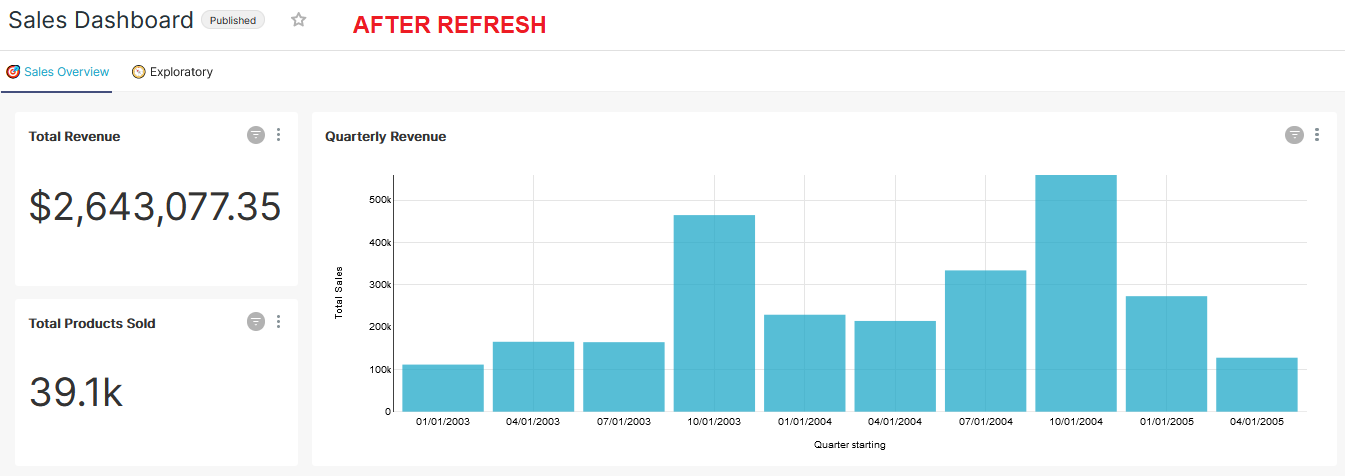 Sales Dashboard Published AFTER REFRESH
Sales Overview Exploratory
Total Revenue
$2,643,077.35
Total Products Sold
39.1k
Quarterly Revenue
Total Sales
500k
400k
300k
200k
100k
0
01/01/2003 04/01/2003 07/01/2003 10/01/2003 01/01/2004 04/01/2004 07/01/2004 10/01/2004 01/01/2005 04/01/2005
Quarter starting